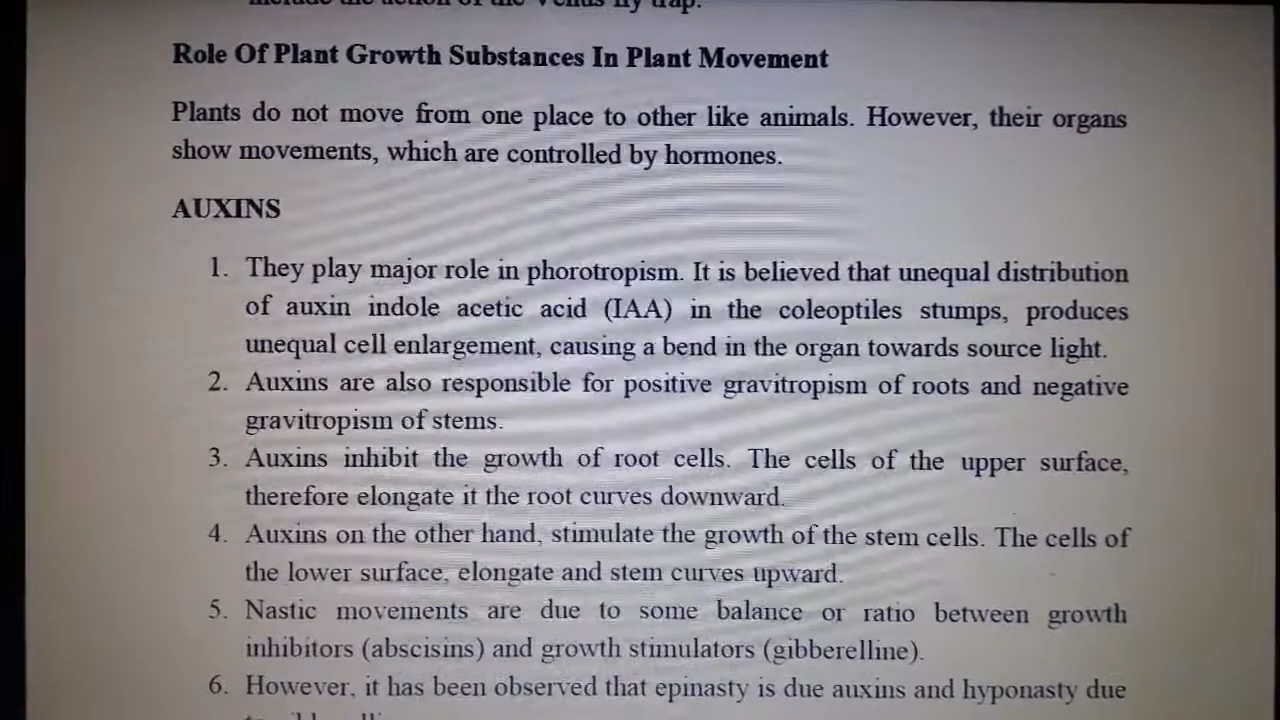 include the action of the Venus fly trap.
Role Of Plant Growth Substances In Plant Movement
Plants do not move from one place to other like animals. However, their organs
show movements, which are controlled by hormones.
AUXINS
1. They play major role in phorotropism. It is believed that unequal distribution
of auxin indole acetic acid (IAA) in the coleoptiles stumps, produces
unequal cell enlargement, causing a bend in the organ towards source light.
2. Auxins are also responsible for positive gravitropism of roots and negative
gravitropism of stems.
3. Auxins inhibit the growth of root cells. The cells of the upper surface,
therefore elongate it the root curves downward.
4. Auxins on the other hand, stimulate the growth of the stem cells. The cells of
the lower surface, elongate and stem curves upward.
5. Nastic movements are due to some balance or ratio between growth
inhibitors (abscisins) and growth stimulators (gibberelline).
6. However, it has been observed that epinasty is due auxins and hyponasty due